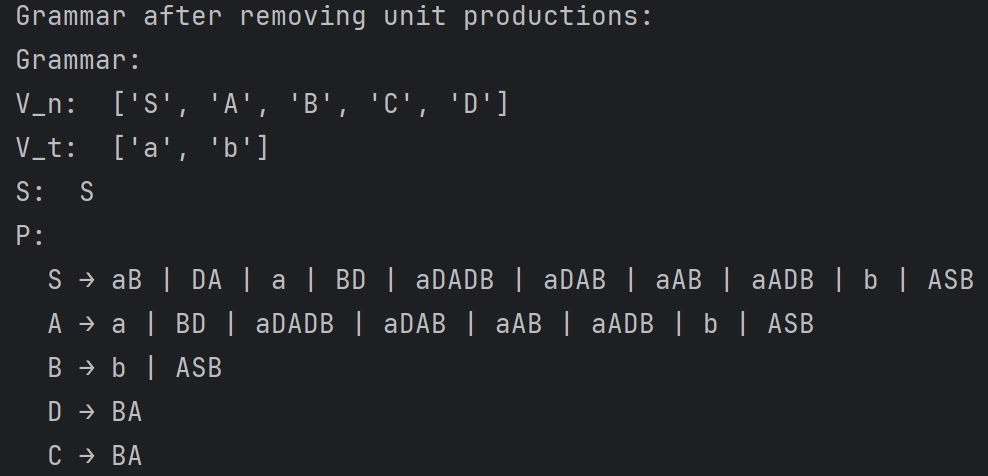 Grammar after removing unit productions:
Grammar:
V_n:  ['S', 'A', 'B', 'C', 'D']
V_t:  ['a', 'b']
S:  S
P:
  S → aB | DA | a | BD | aDADB | aDAB | aAB | aADB | b | ASB
  A → a | BD | aDADB | aDAB | aAB | aADB | b | ASB
  B → b | ASB
  D → BA
  C → BA